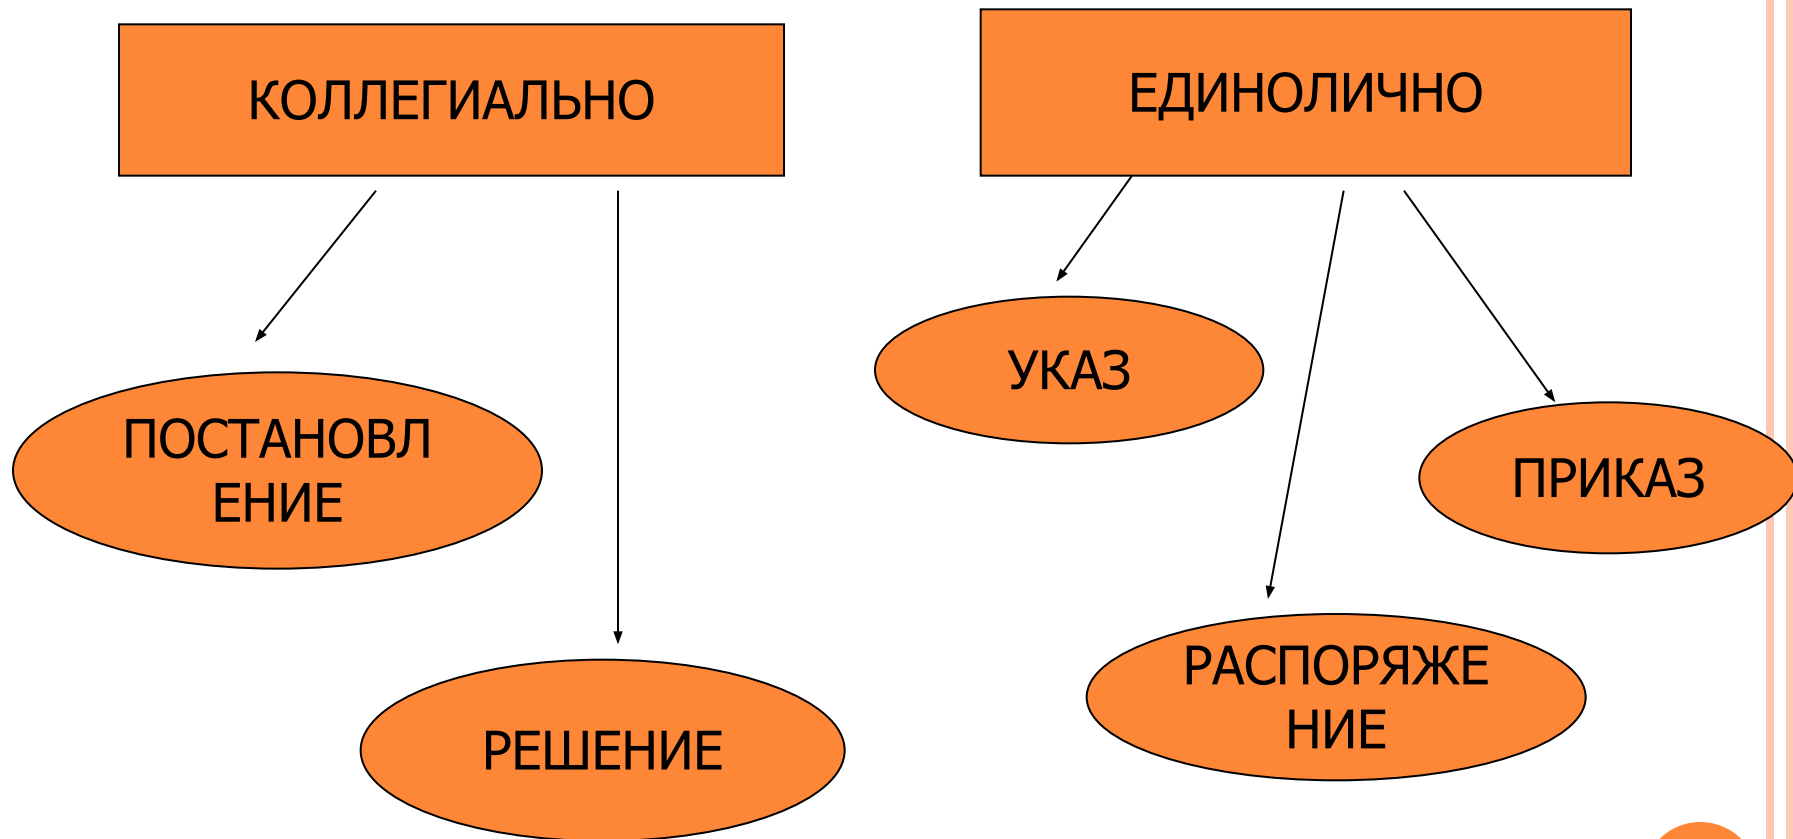 КОЛЛЕГИАЛЬНО
ЕДИНОЛИЧНО
УКАЗ
ПОСТАНОВЛ
ЕНИЕ
ПРИКАЗ
РАСПОРЯЖЕ
НИЕ
РЕШЕНИЕ